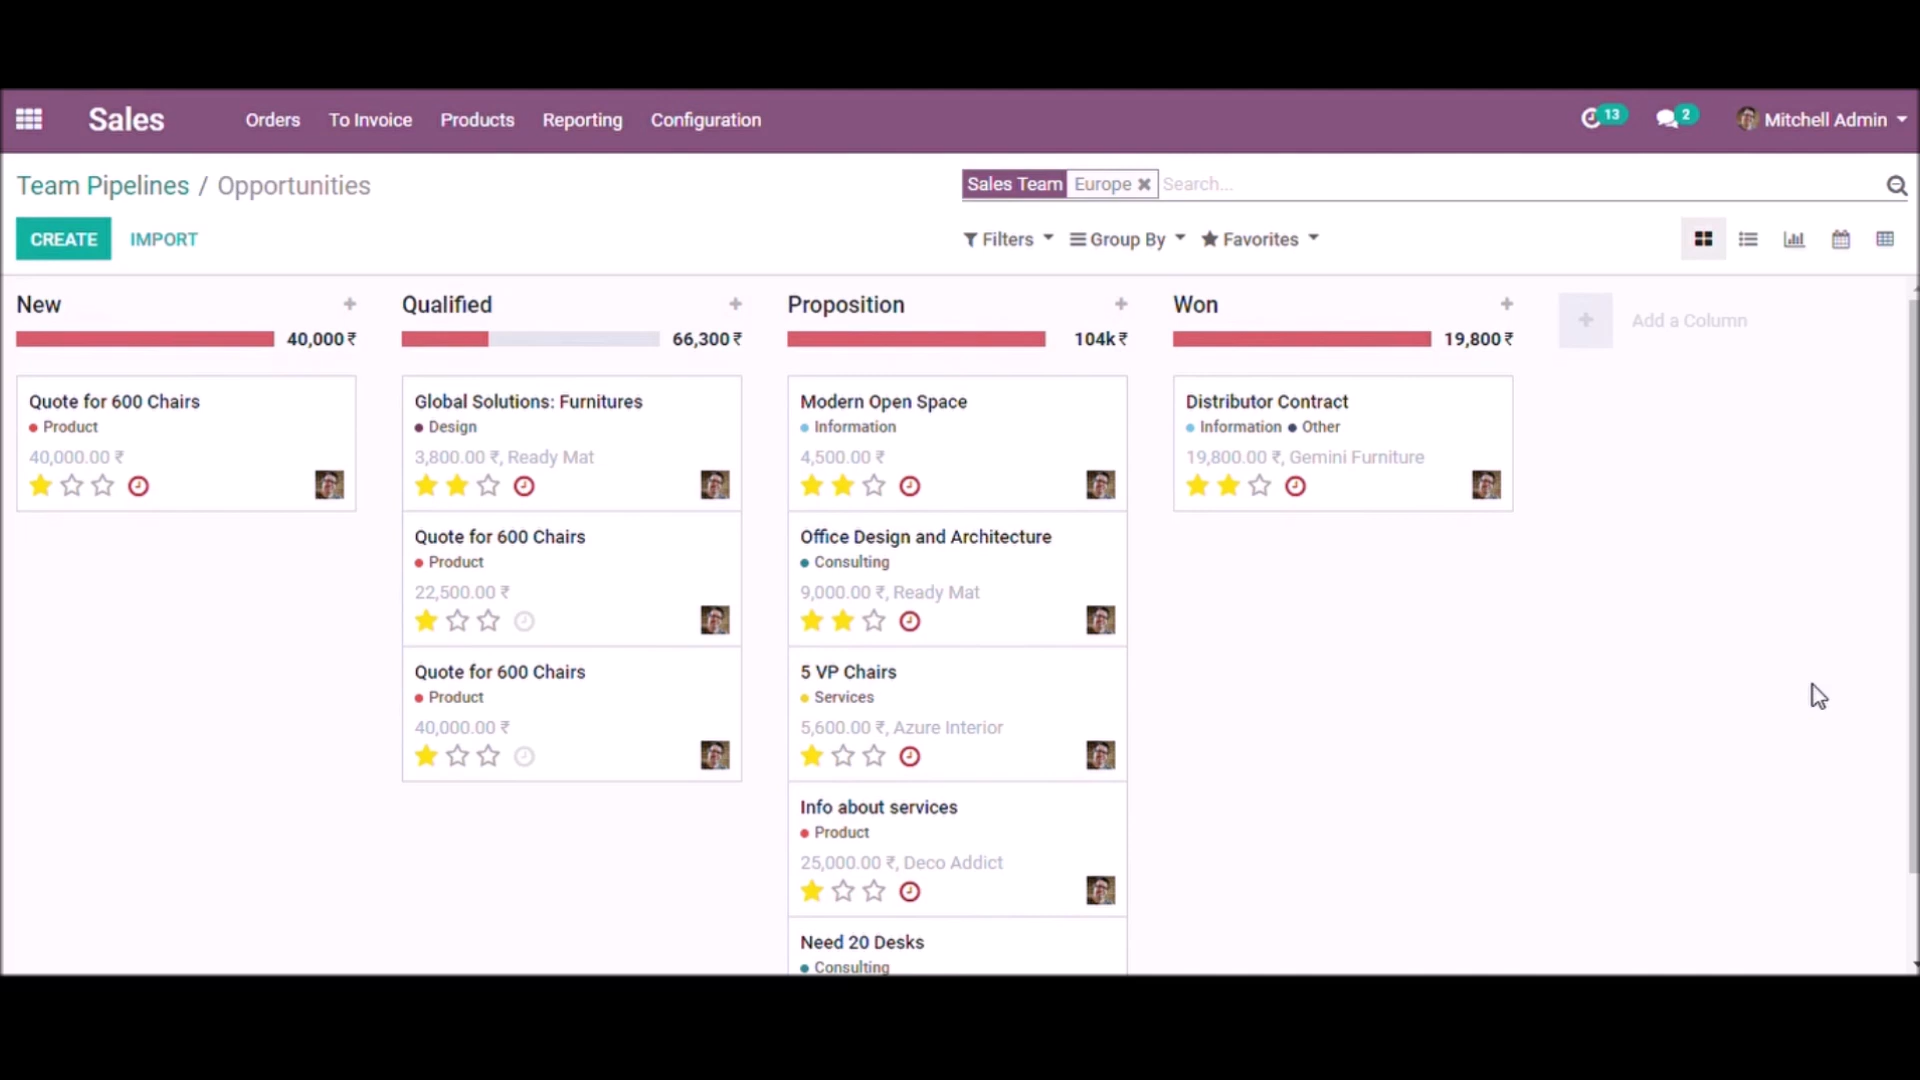 Sales
Orders To Invoice Products Reporting Configuration
13 2 Mitchell Admin
Team Pipelines / Opportunities
Sales Team Europe ✖ Search...
CREATE IMPORT
Filters Group By Favorites
New + Qualified + Proposition + Won +
+ Add a Column
40,000 ₹ 66,300 ₹ 104k ₹ 19,800 ₹
Quote for 600 Chairs
Product
40,000.00 ₹
Global Solutions: Furnitures
Design
3,800.00 ₹, Ready Mat
Quote for 600 Chairs
Product
22,500.00 ₹
Quote for 600 Chairs
Product
40,000.00 ₹
Modern Open Space
Information
4,500.00 ₹
Office Design and Architecture
Consulting
9,000.00 ₹, Ready Mat
5 VP Chairs
Services
5,600.00 ₹, Azure Interior
Info about services
Product
25,000.00 ₹, Deco Addict
Need 20 Desks
Consulting
Distributor Contract
Information Other
19,800.00 ₹, Gemini Furniture